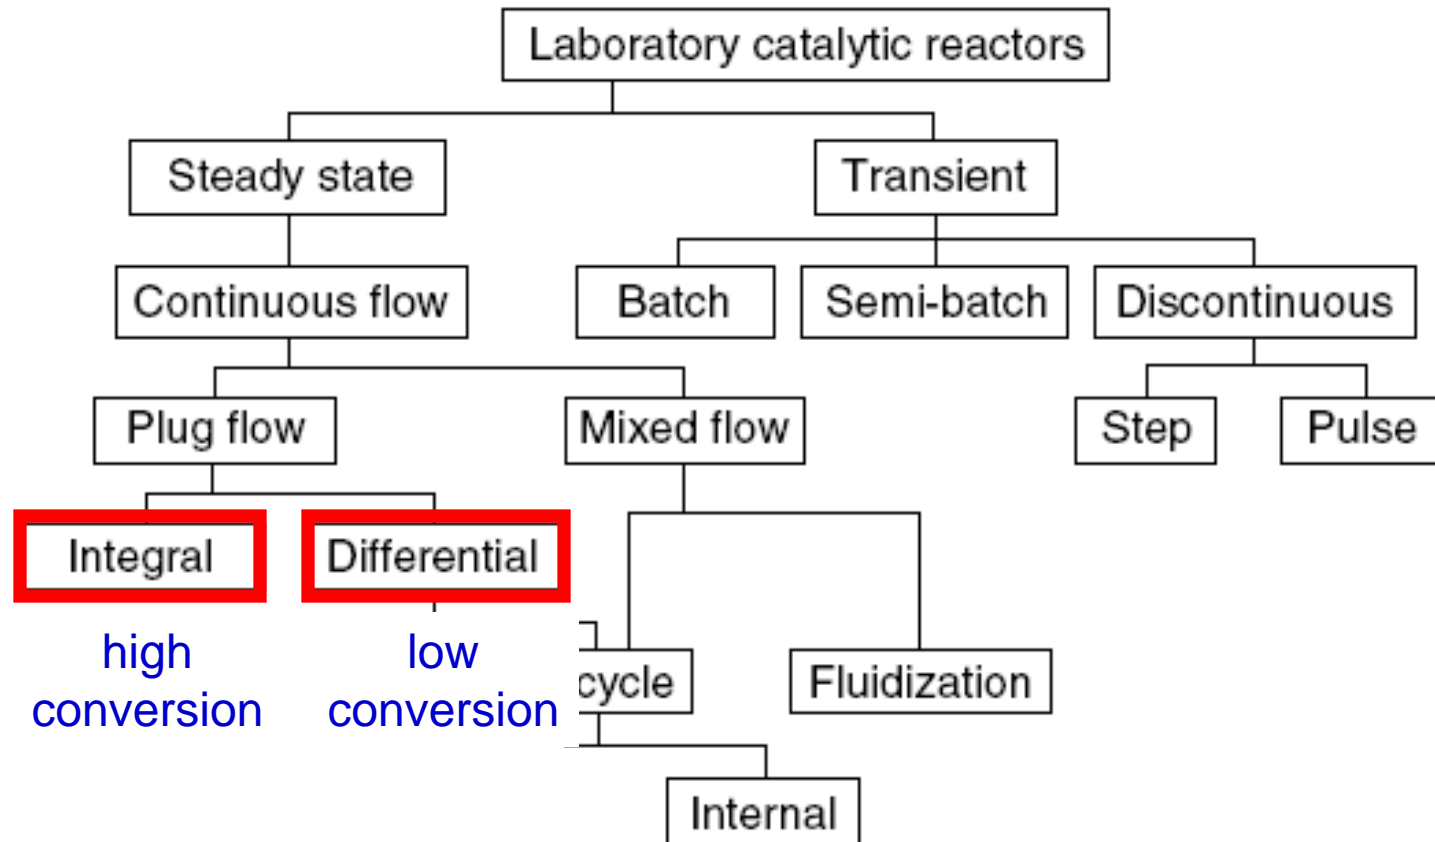 Laboratory catalytic reactors
Steady state
Transient
Continuous flow
Batch
Semi-batch
Discontinuous
Plug flow
Mixed flow
Step
Pulse
Integral
Differential
high
conversion
low
conversion
cycle
Fluidization
Internal